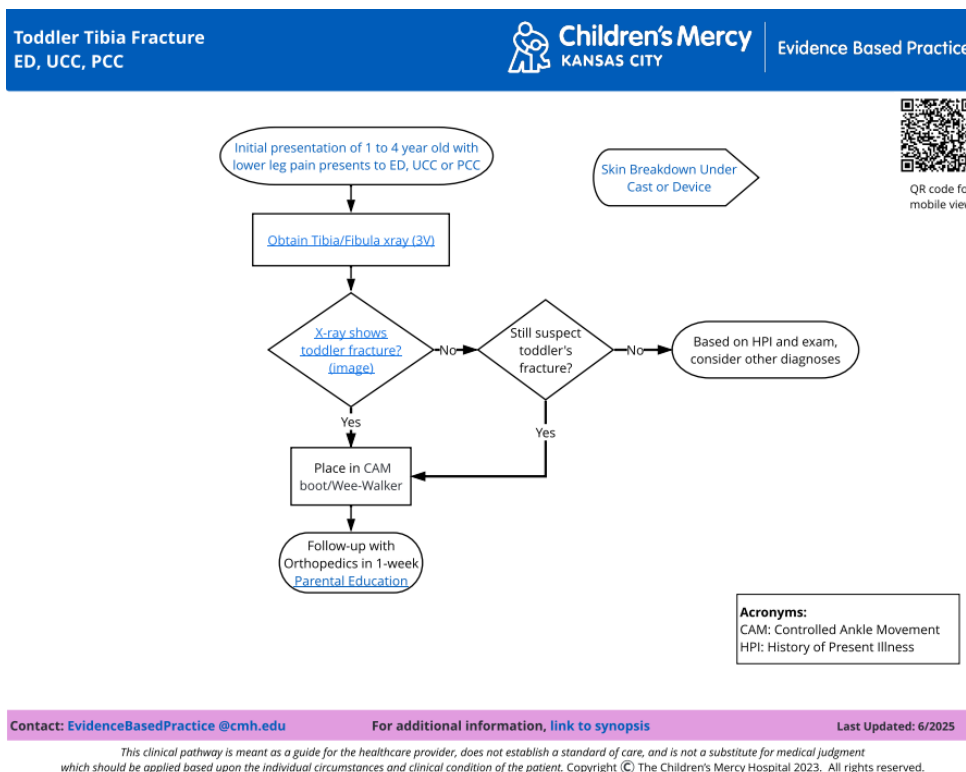 Toddler Tibia Fracture
ED, UCC, PCC
Children's Mercy
KANSAS CITY
Evidence Based Practice
Initial presentation of 1 to 4 year old with
lower leg pain presents to ED, UCC or PCC
Skin Breakdown Under
Cast or Device
QR code fo
mobile view
Obtain Tibia/Fibula xray (3V)
X-ray shows
toddler fracture?
(image)
No
Still suspect
toddler's
fracture?
No
Based on HPI and exam,
consider other diagnoses
Yes
Yes
Place in CAM
boot/Wee-Walker
Follow-up with
Orthopedics in 1-week
Parental Education
Acronyms:
CAM: Controlled Ankle Movement
HPI: History of Present Illness
Contact: EvidenceBasedPractice @cmh.edu
For additional information, link to synopsis
Last Updated: 6/2025
This clinical pathway is meant as a guide for the healthcare provider, does not establish a standard of care, and is not a substitute for medical judgment
which should be applied based upon the individual circumstances and clinical condition of the patient. Copyright © The Children's Mercy Hospital 2023. All rights reserved.